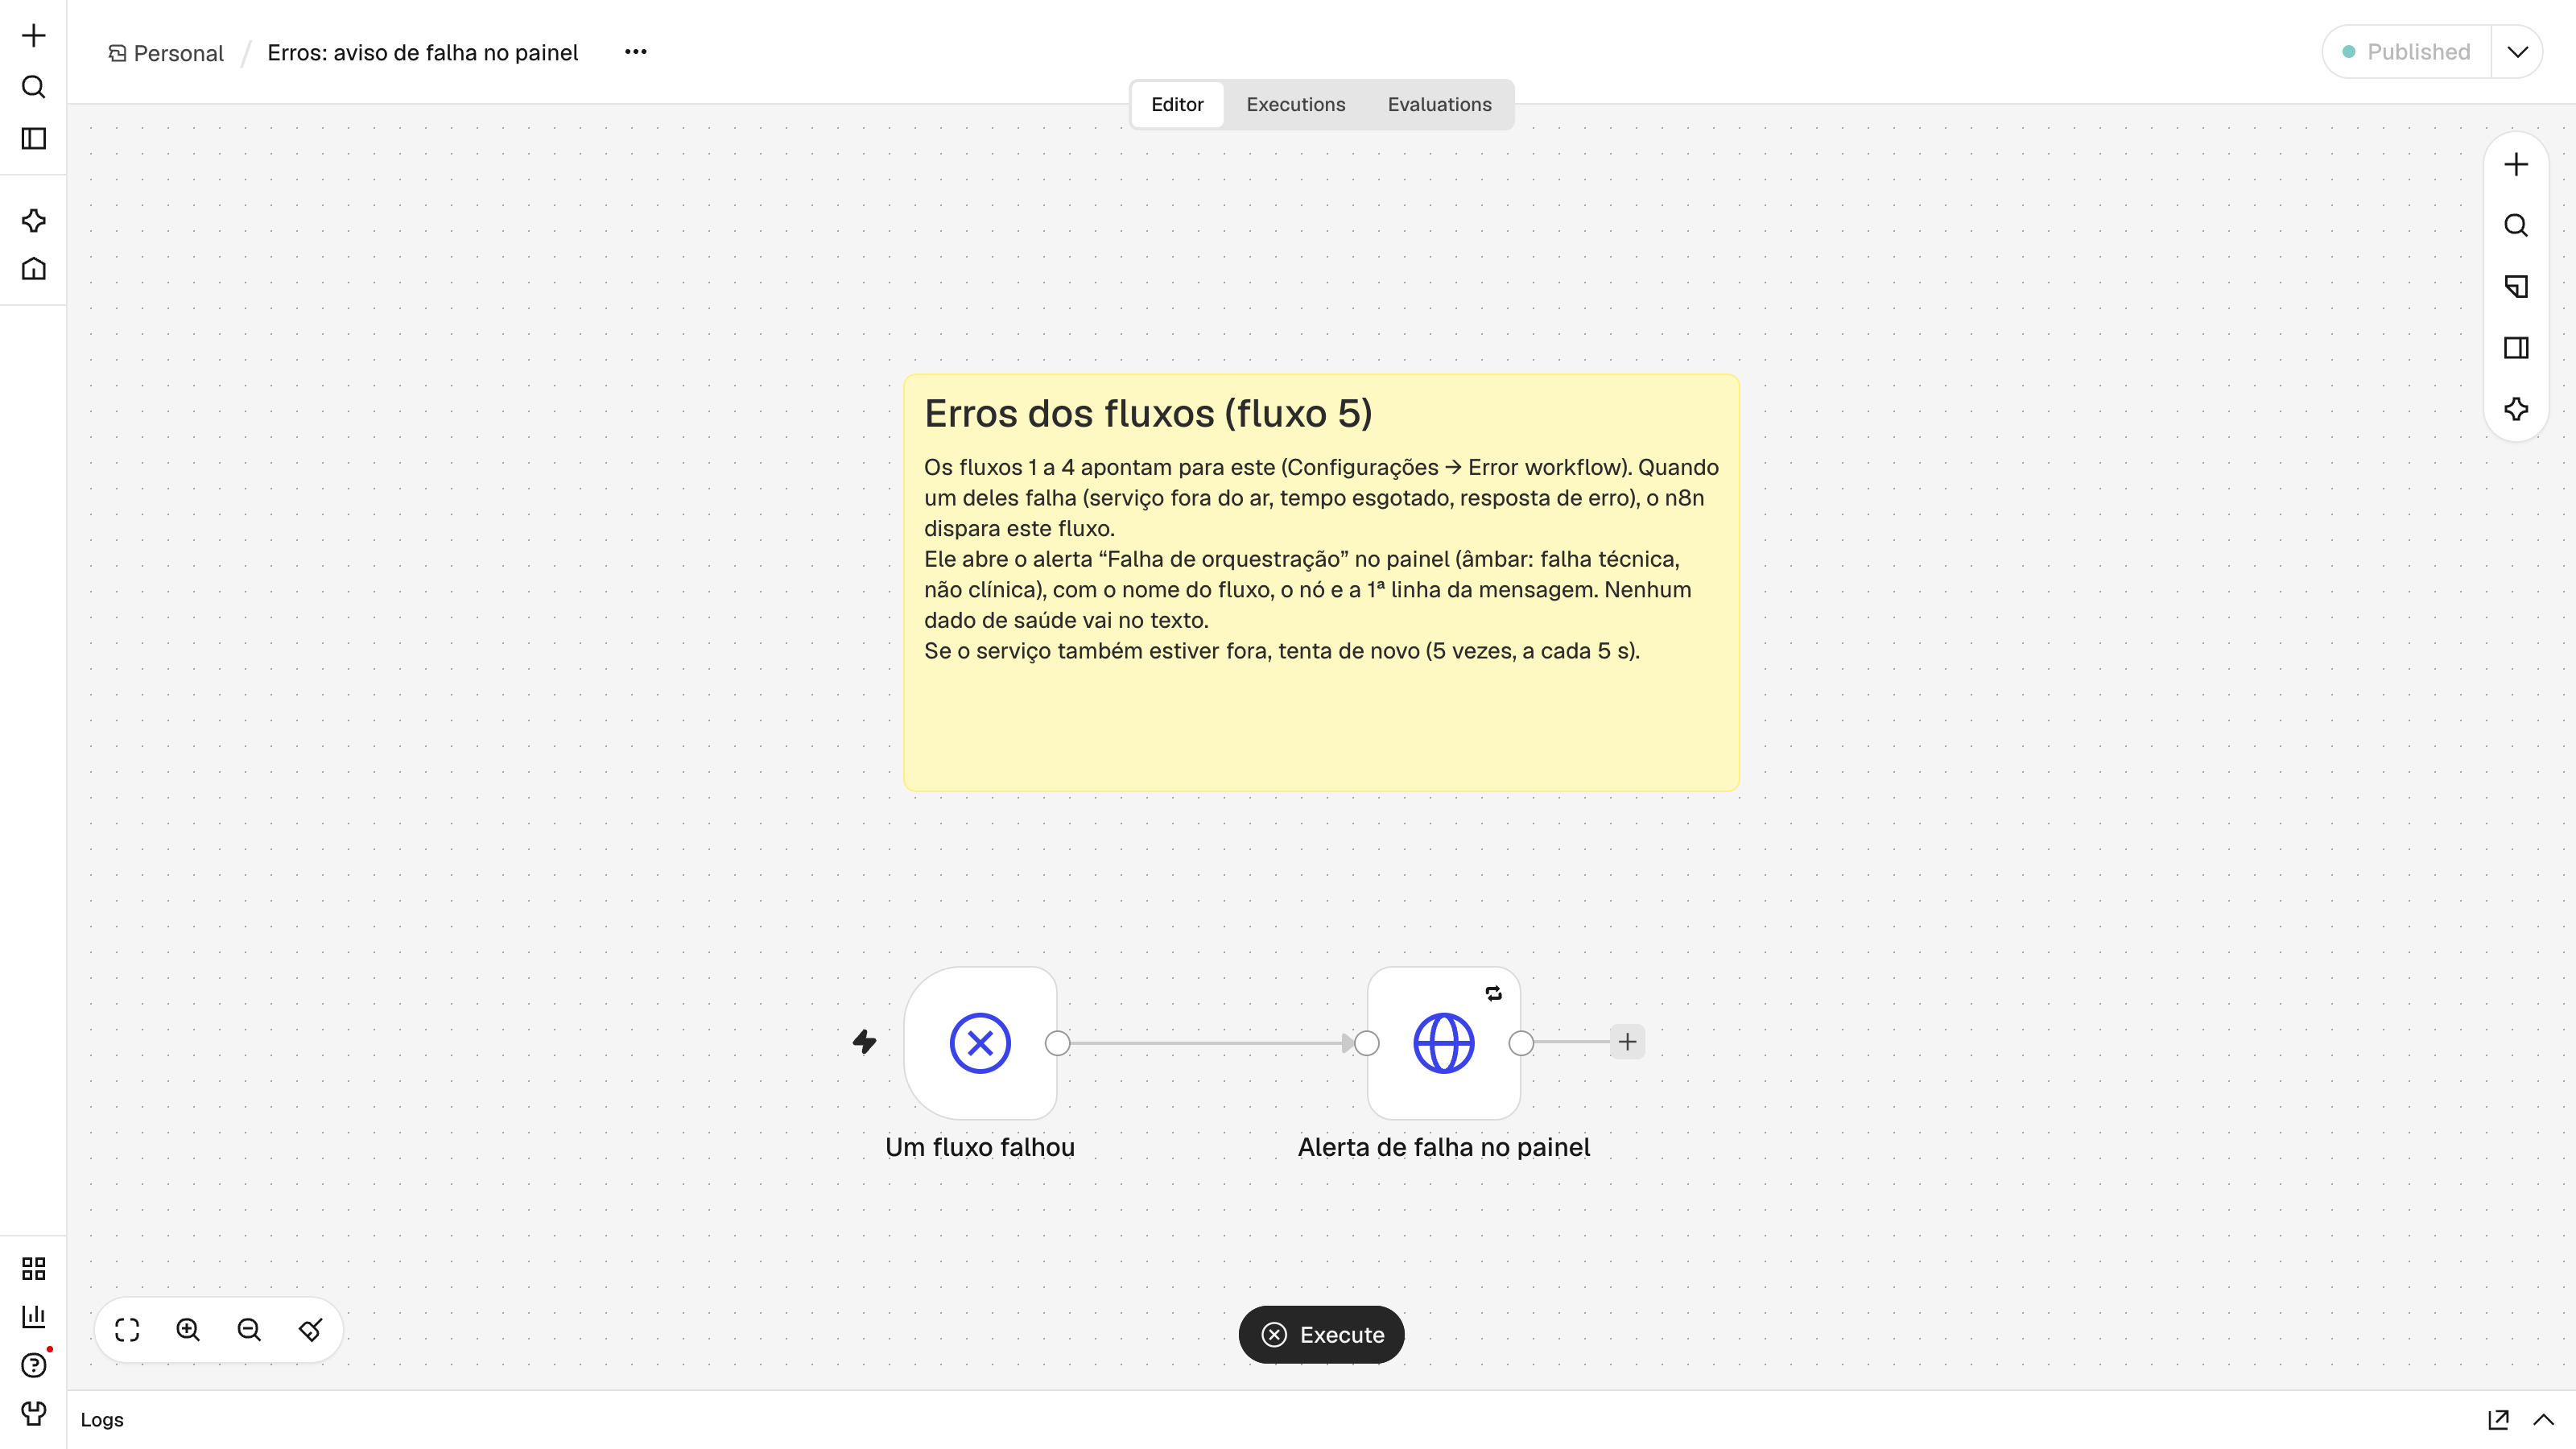 Personal / Erros: aviso de falha no painel
Published
Editor Executions Evaluations
Erros dos fluxos (fluxo 5)
Os fluxos 1 a 4 apontam para este (Configurações → Error workflow). Quando
um deles falha (serviço fora do ar, tempo esgotado, resposta de erro), o n8n
dispara este fluxo.
Ele abre o alerta “Falha de orquestração” no painel (âmbar: falha técnica,
não clínica), com o nome do fluxo, o nó e a 1ª linha da mensagem. Nenhum
dado de saúde vai no texto.
Se o serviço também estiver fora, tenta de novo (5 vezes, a cada 5 s).
Um fluxo falhou
Alerta de falha no painel
Execute
Logs